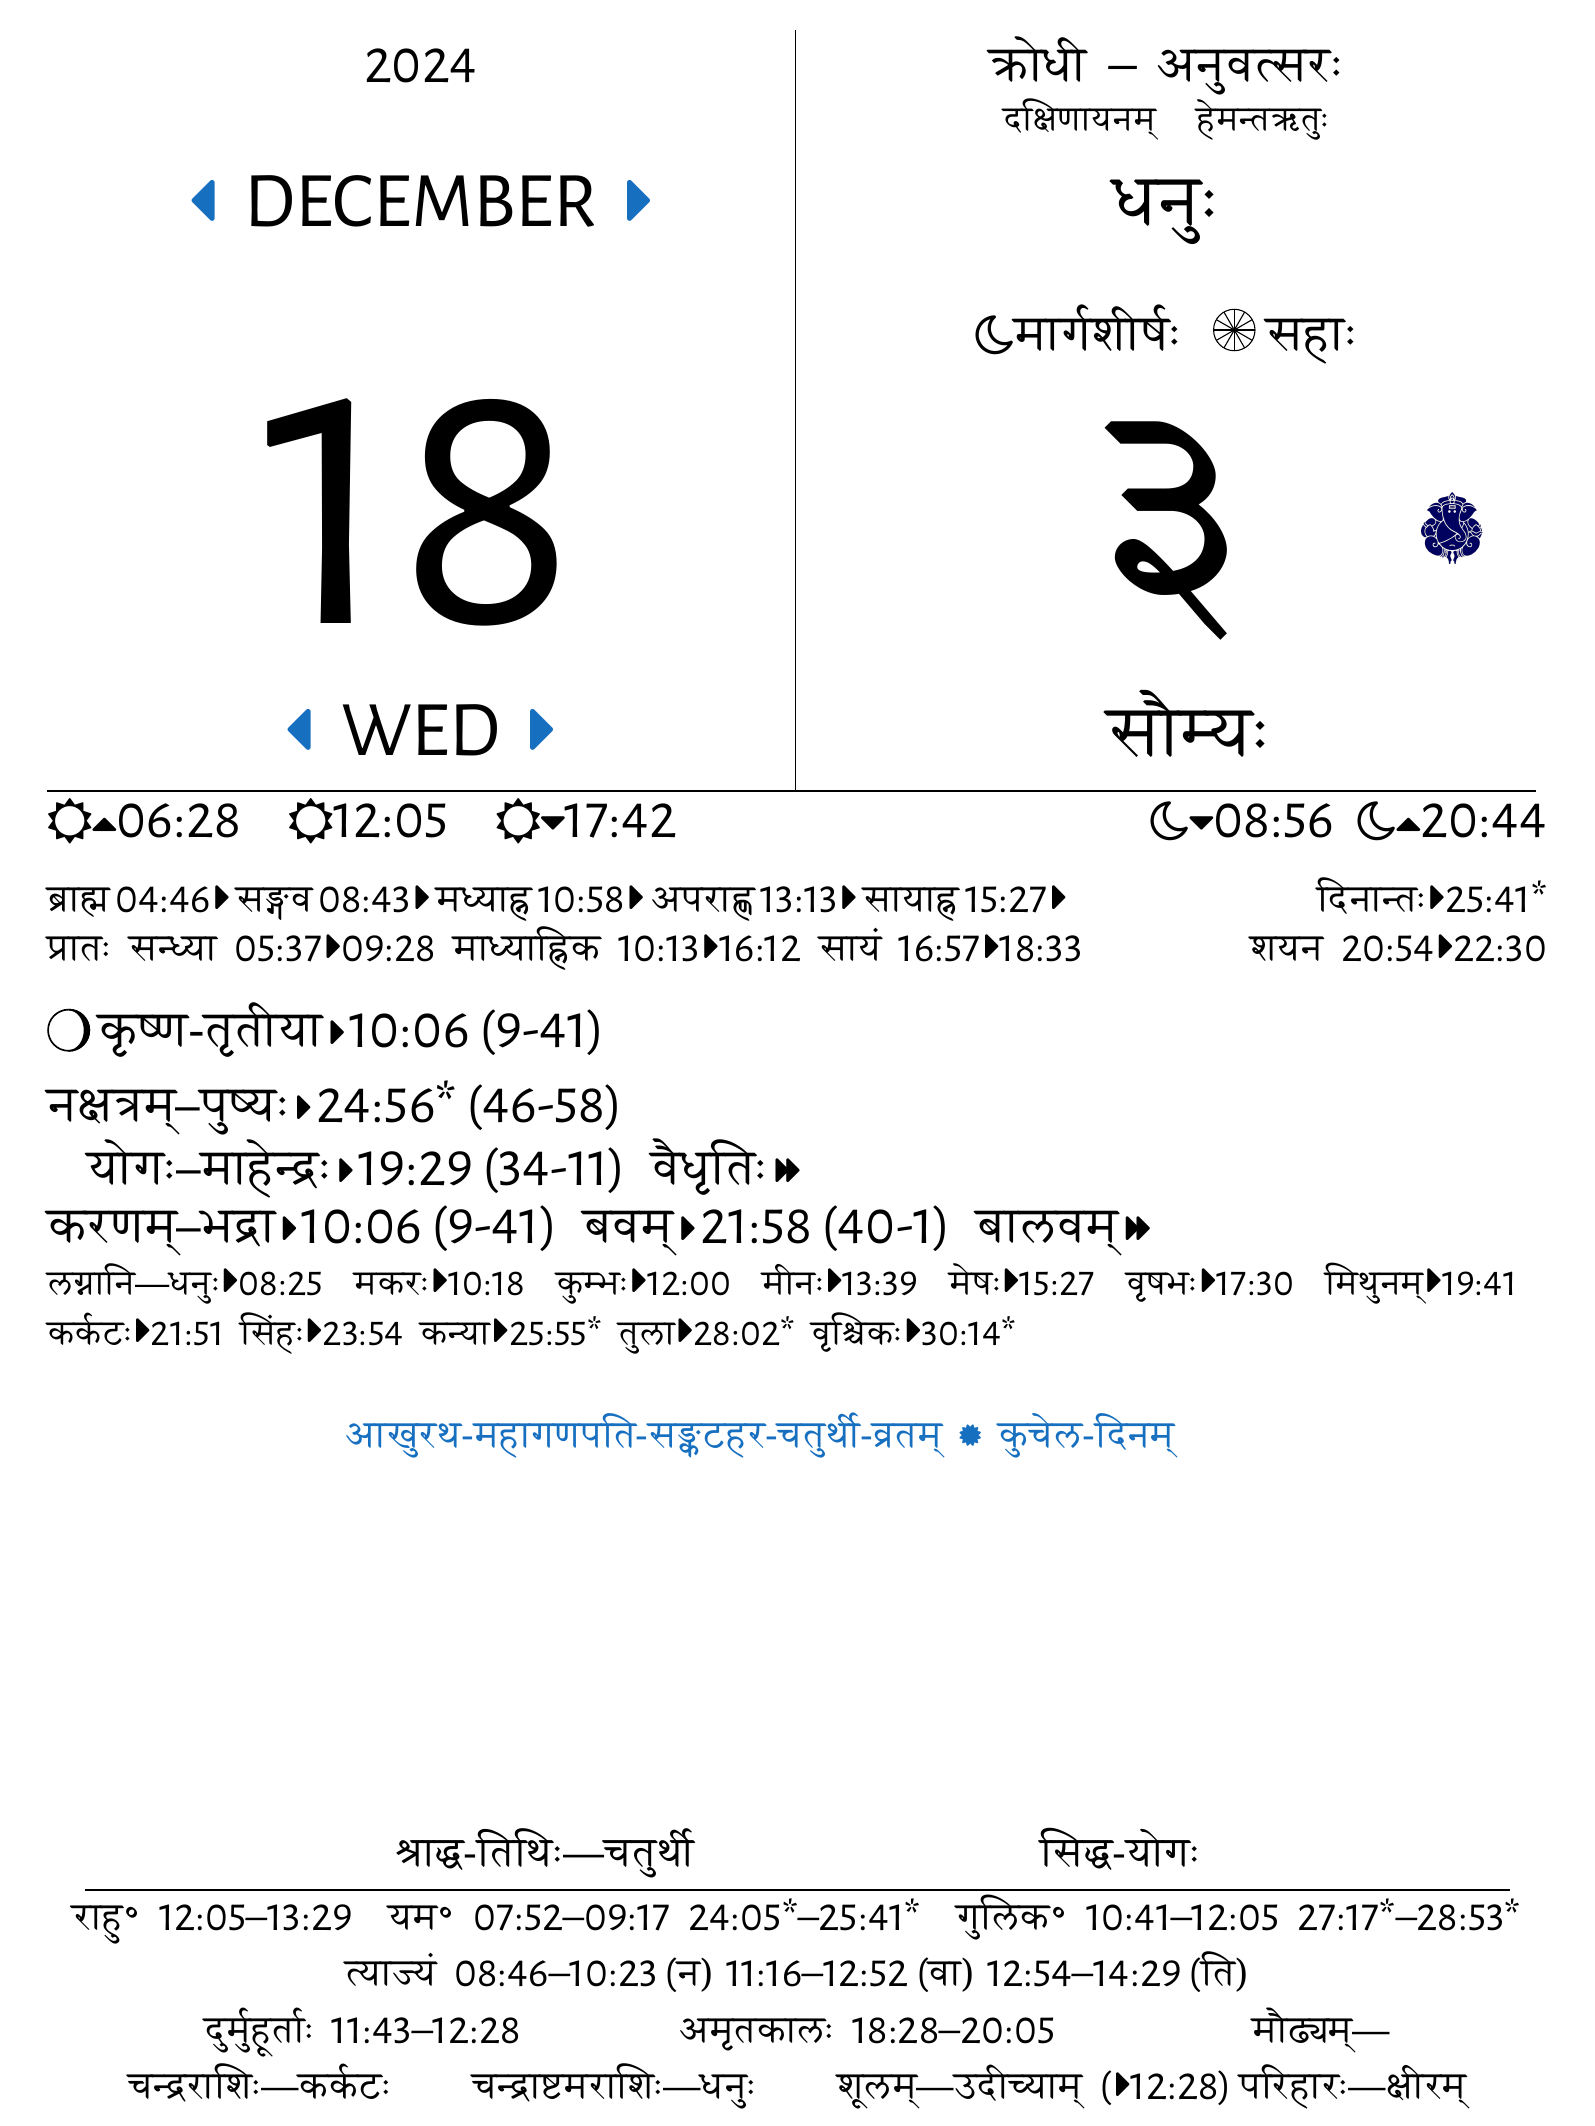 2024
DECEMBER
18
WED
क्रोधी – अनुवत्सरः
दक्षिणायनम् हेमन्तऋतुः
धनुः
मार्गशीर्षः सहाः
३
सौम्यः
06:28 12:05 17:42 08:56 20:44
ब्राह्म 04:46 सङ्गव 08:43 मध्याह्न 10:58 अपराह्ण 13:13 सायाह्न 15:27 दिनान्तः 25:41*
प्रातः सन्ध्या 05:37 09:28 माध्याह्निक 10:13 16:12 सायं 16:57 18:33 शयन 20:54 22:30
कृष्ण-तृतीया 10:06 (9-41)
नक्षत्रम्–पुष्यः 24:56* (46-58)
योगः–माहेन्द्रः 19:29 (34-11) वैधृतिः
करणम्–भद्रा 10:06 (9-41) बवम् 21:58 (40-1) बालवम्
लग्नानि—धनुः 08:25 मकरः 10:18 कुम्भः 12:00 मीनः 13:39 मेषः 15:27 वृषभः 17:30 मिथुनम् 19:41
कर्कटः 21:51 सिंहः 23:54 कन्या 25:55* तुला 28:02* वृश्चिकः 30:14*
आखुरथ-महागणपति-सङ्कटहर-चतुर्थी-व्रतम् कुचेल-दिनम्
श्राद्ध-तिथिः—चतुर्थी सिद्ध-योगः
राहु॰ 12:05–13:29 यम॰ 07:52–09:17 24:05*–25:41* गुलिक॰ 10:41–12:05 27:17*–28:53*
त्याज्यं 08:46–10:23 (न) 11:16–12:52 (वा) 12:54–14:29 (ति)
दुर्मुहूर्ताः 11:43–12:28 अमृतकालः 18:28–20:05 मौढ्यम्—
चन्द्रराशिः—कर्कटः चन्द्राष्टमराशिः—धनुः शूलम्—उदीच्याम् (12:28) परिहारः—क्षीरम्